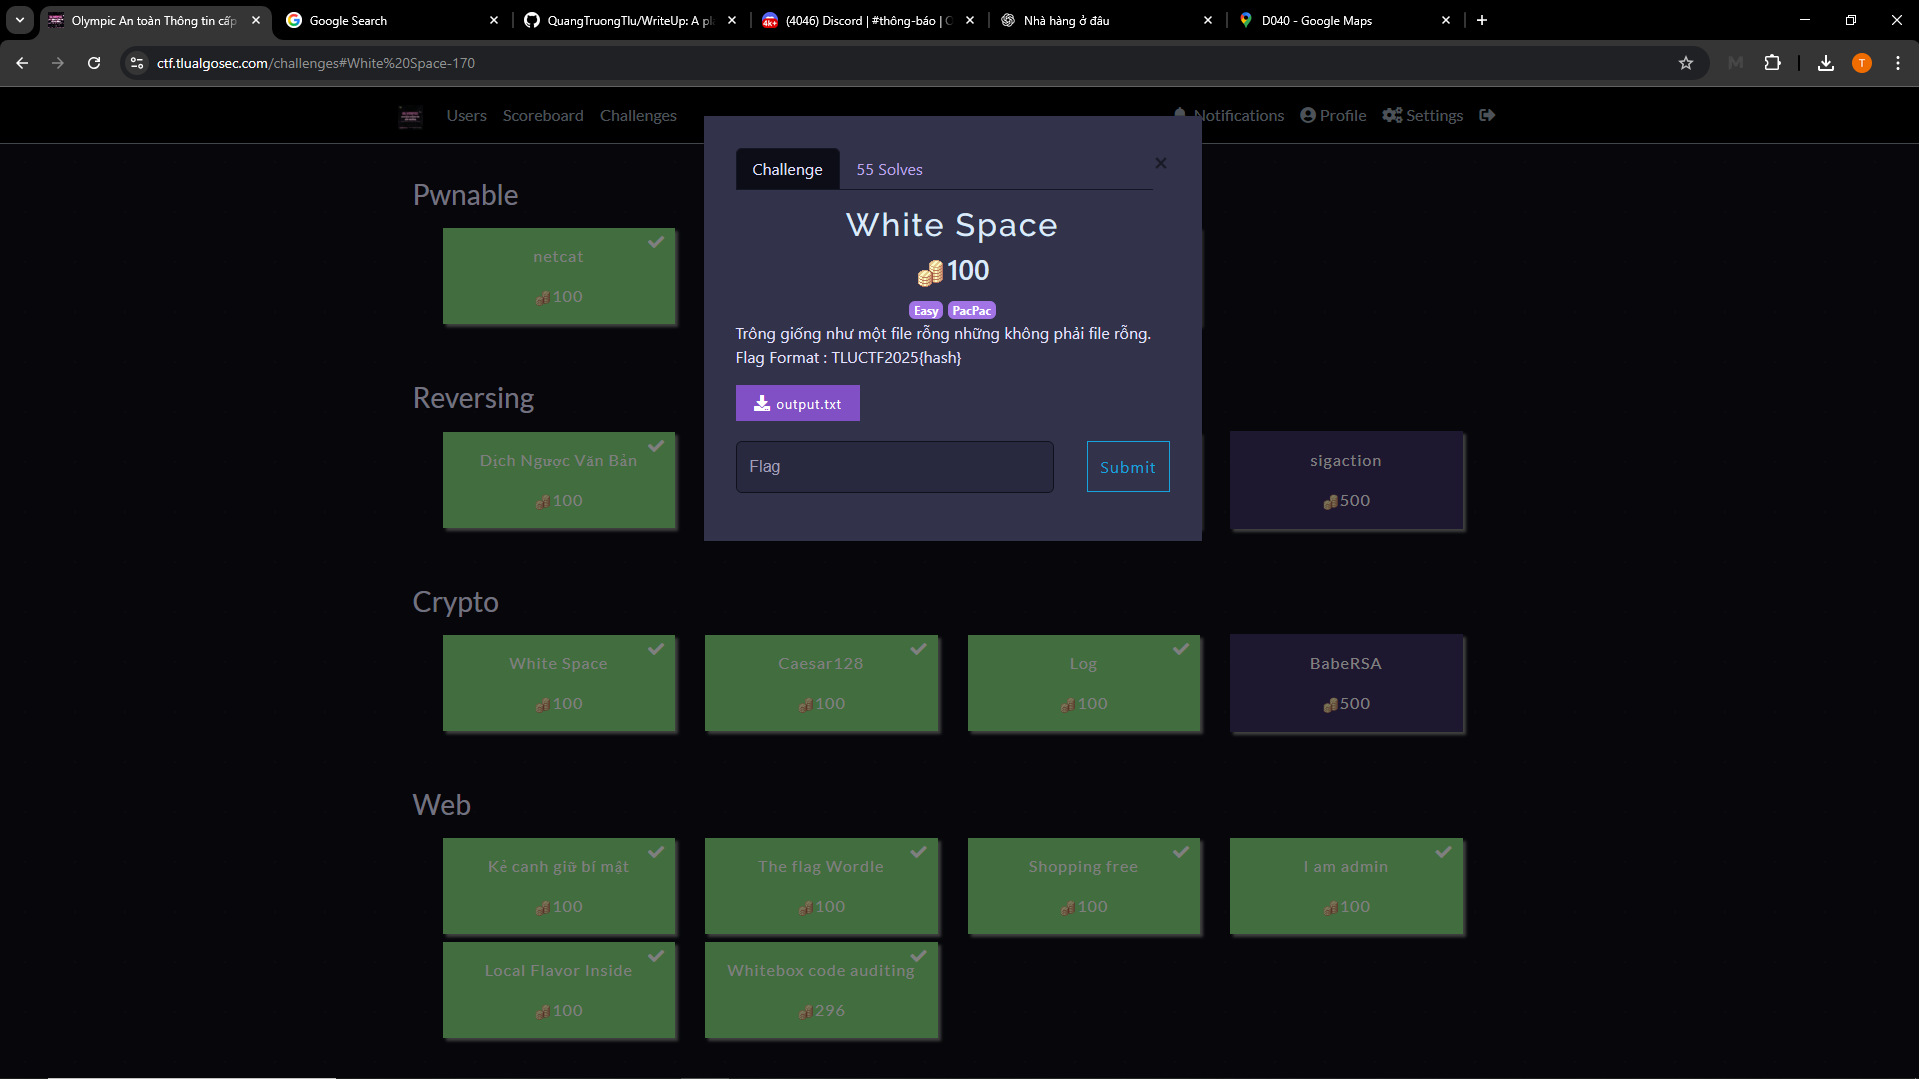 Olympic An toàn Thông tin cấp
Google Search
QuangTruongTlu/WriteUp: A pl
(4046) Discord | #thông-báo | C
Nhà hàng ở đâu
D040 - Google Maps
ctf.tlualgosec.com/challenges#White%20Space-170
T
Users
Scoreboard
Challenges
Notifications
Profile
Settings
Challenge
55 Solves
White Space
100
Easy
PacPac
Trông giống như một file rỗng những không phải file rỗng.
Flag Format : TLUCTF2025{hash}
output.txt
Flag
Submit
Pwnable
netcat
100
Reversing
Dịch Ngược Văn Bản
100
sigaction
500
Crypto
White Space
100
Caesar128
100
Log
100
BabeRSA
500
Web
Kẻ canh giữ bí mật
100
The flag Wordle
100
Shopping free
100
I am admin
100
Local Flavor Inside
100
Whitebox code auditing
296